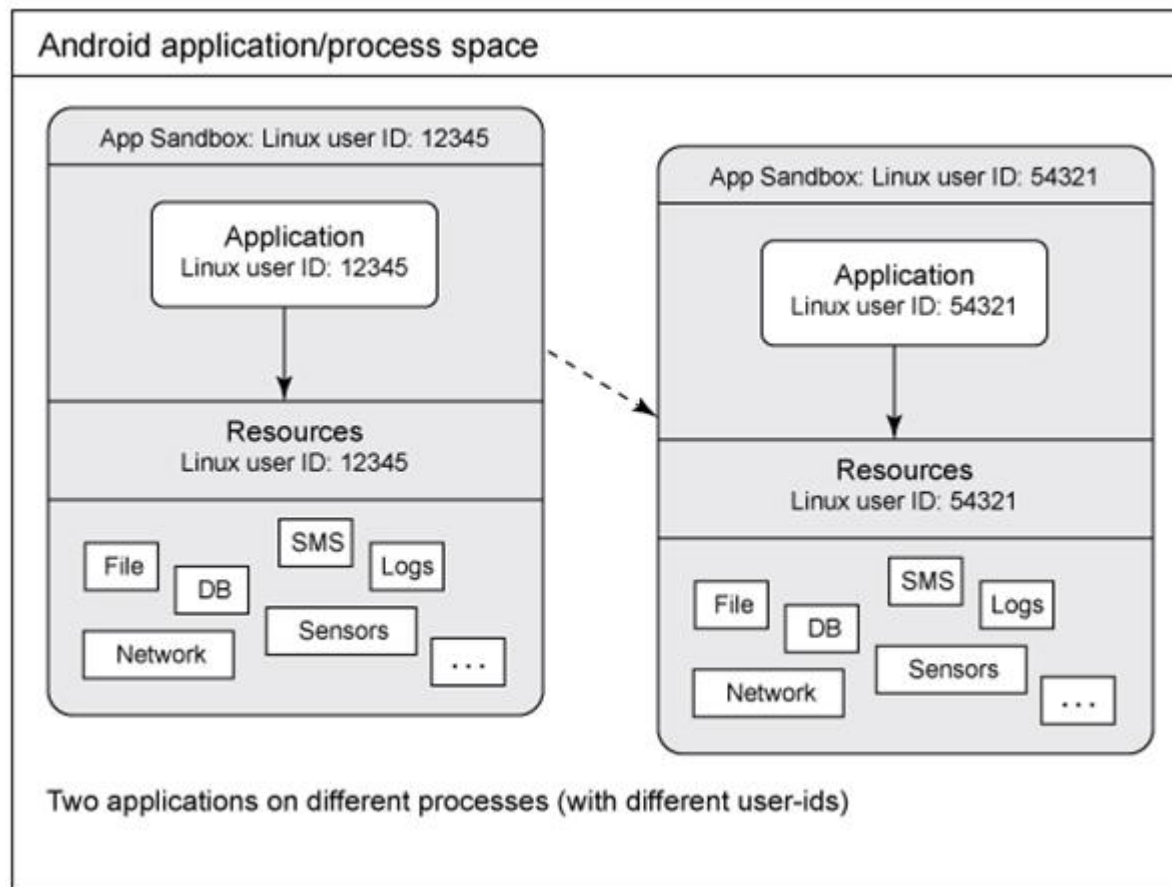 Android application/process space
App Sandbox: Linux user ID: 12345
Application
Linux user ID: 12345
Resources
Linux user ID: 12345
File
DB
SMS
Logs
Network
Sensors
...
App Sandbox: Linux user ID: 54321
Application
Linux user ID: 54321
Resources
Linux user ID: 54321
File
DB
SMS
Logs
Network
Sensors
...
Two applications on different processes (with different user-ids)